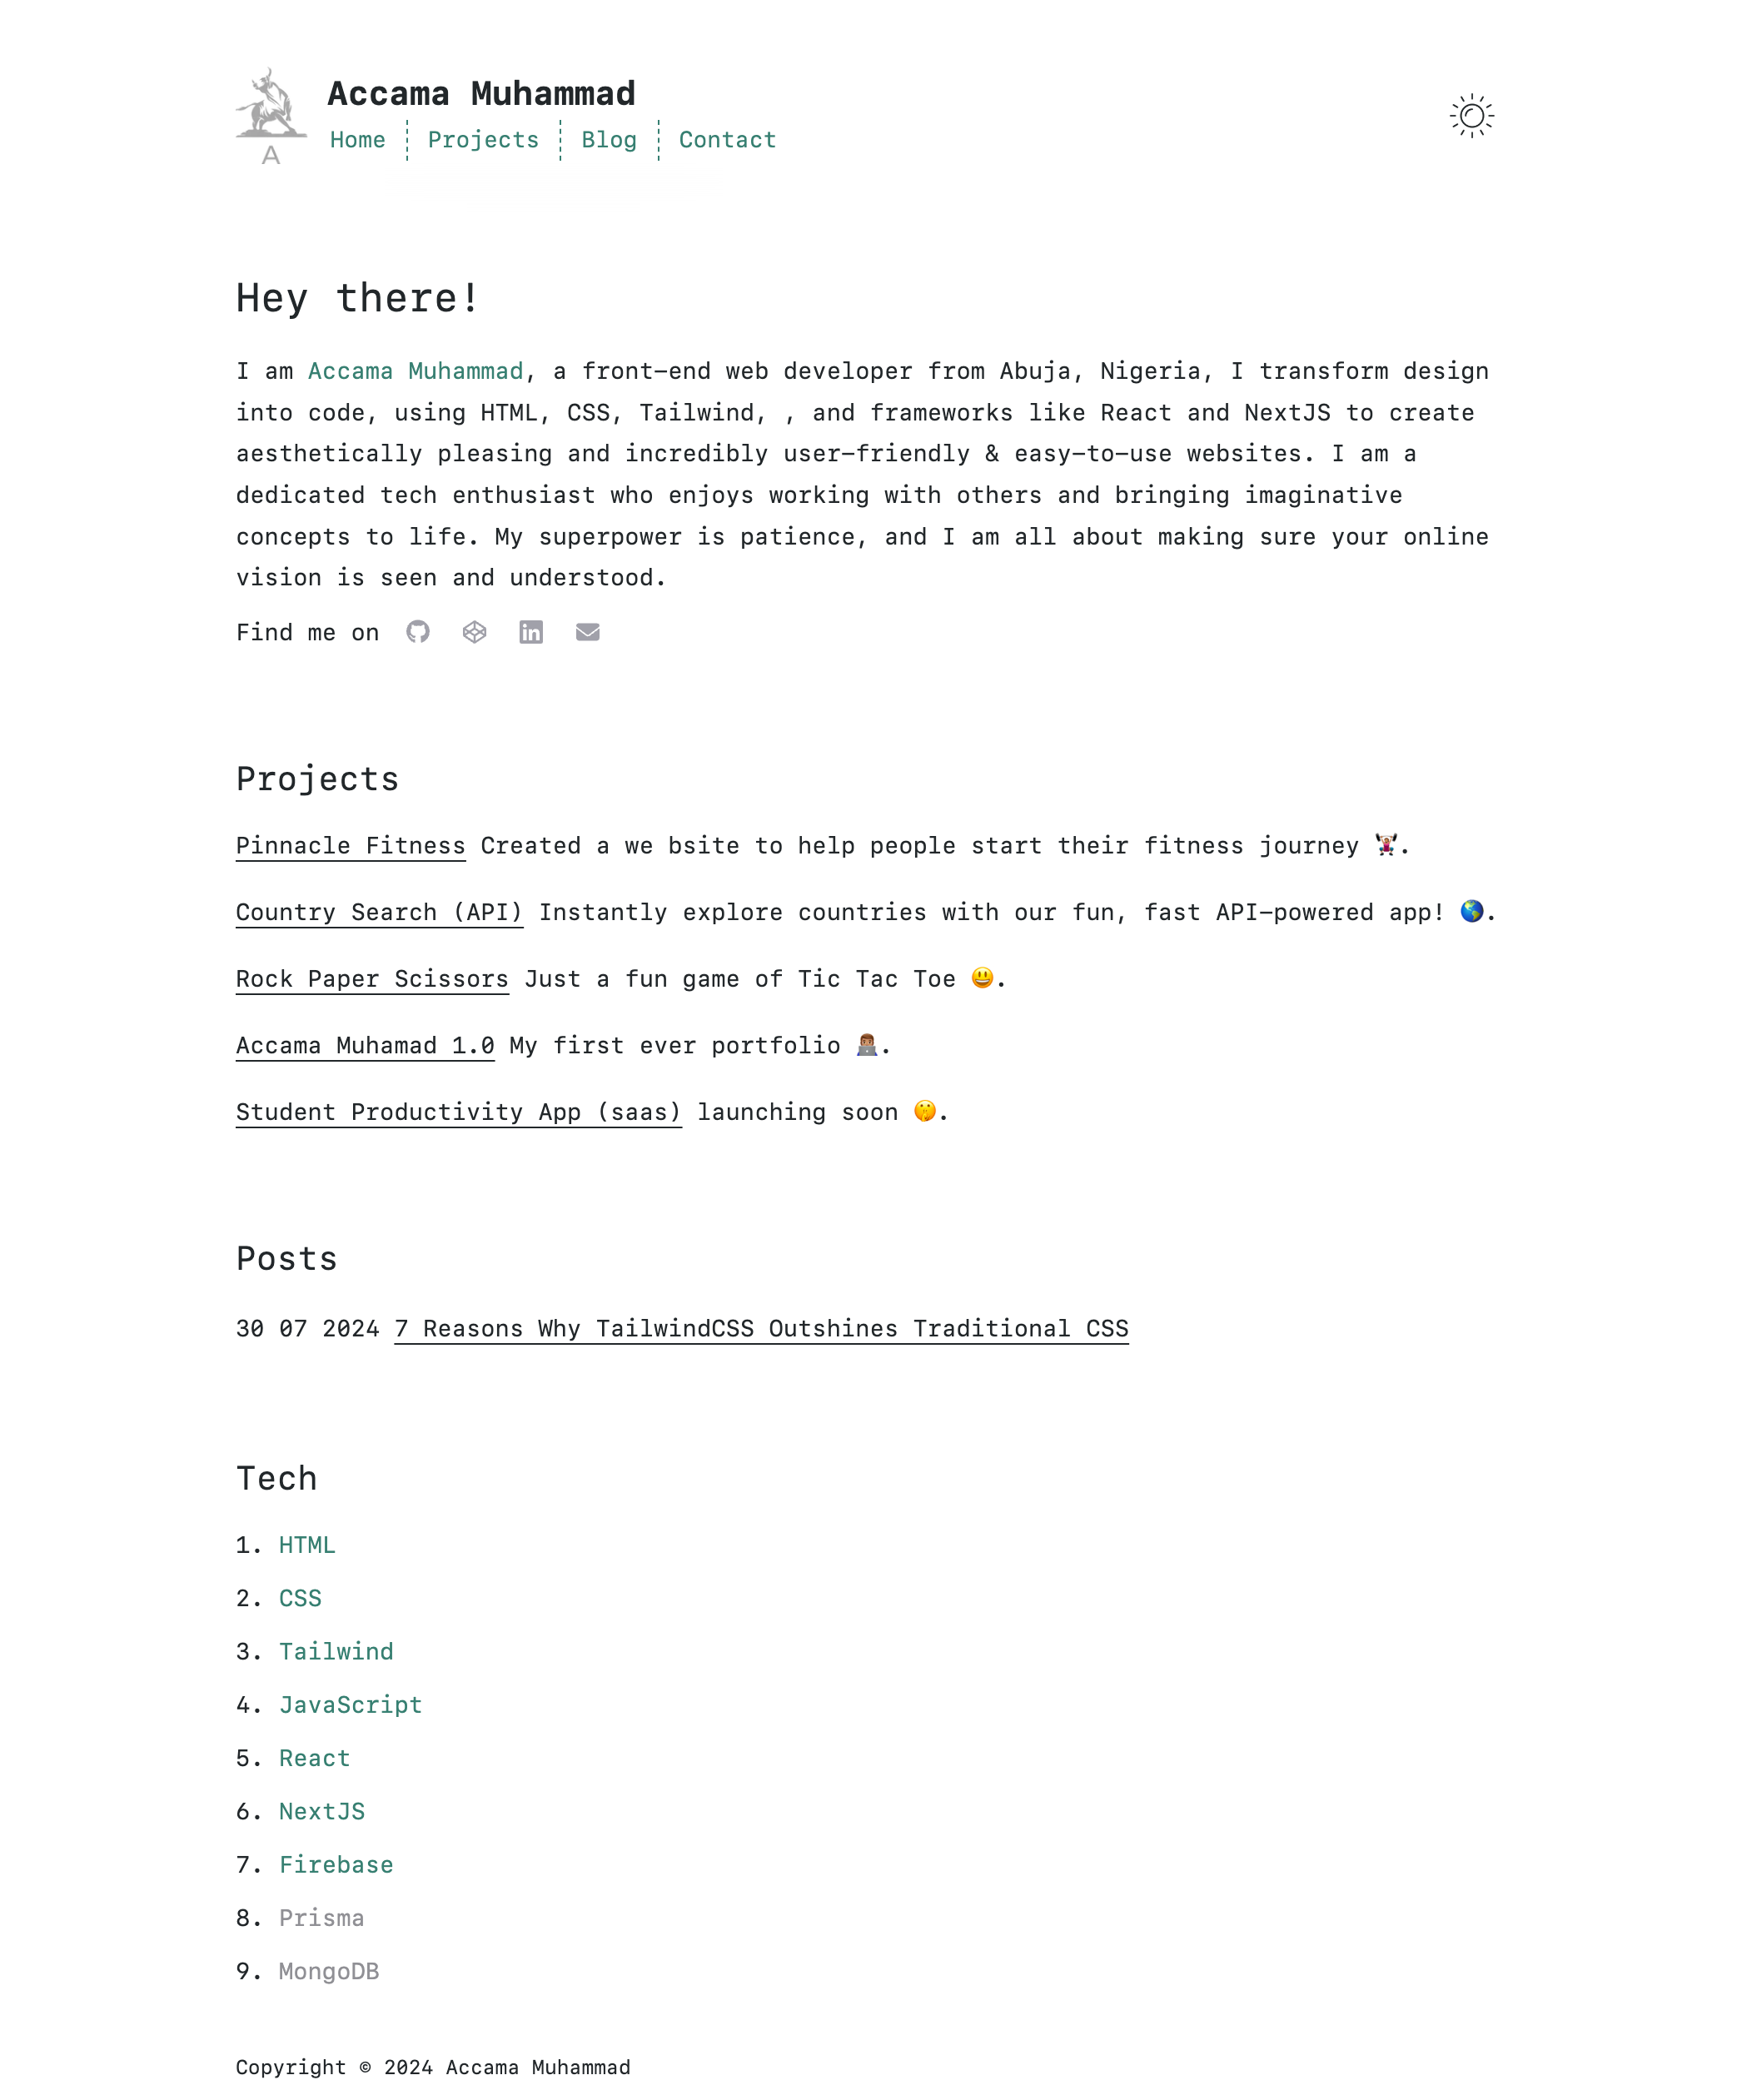 Accama Muhammad
Home Projects Blog Contact
A
Hey there!
I am Accama Muhammad, a front-end web developer from Abuja, Nigeria, I transform design
into code, using HTML, CSS, Tailwind, , and frameworks like React and NextJS to create
aesthetically pleasing and incredibly user-friendly & easy-to-use websites. I am a
dedicated tech enthusiast who enjoys working with others and bringing imaginative
concepts to life. My superpower is patience, and I am all about making sure your online
vision is seen and understood.
Find me on
Projects
Pinnacle Fitness Created a we bsite to help people start their fitness journey 🏋🏻‍♀️.
Country Search (API) Instantly explore countries with our fun, fast API-powered app! 🌎.
Rock Paper Scissors Just a fun game of Tic Tac Toe 😃.
Accama Muhamad 1.0 My first ever portfolio 👨🏽‍💻.
Student Productivity App (saas) launching soon 🤫.
Posts
30 07 2024 7 Reasons Why TailwindCSS Outshines Traditional CSS
Tech
1. HTML
2. CSS
3. Tailwind
4. JavaScript
5. React
6. NextJS
7. Firebase
8. Prisma
9. MongoDB
Copyright © 2024 Accama Muhammad